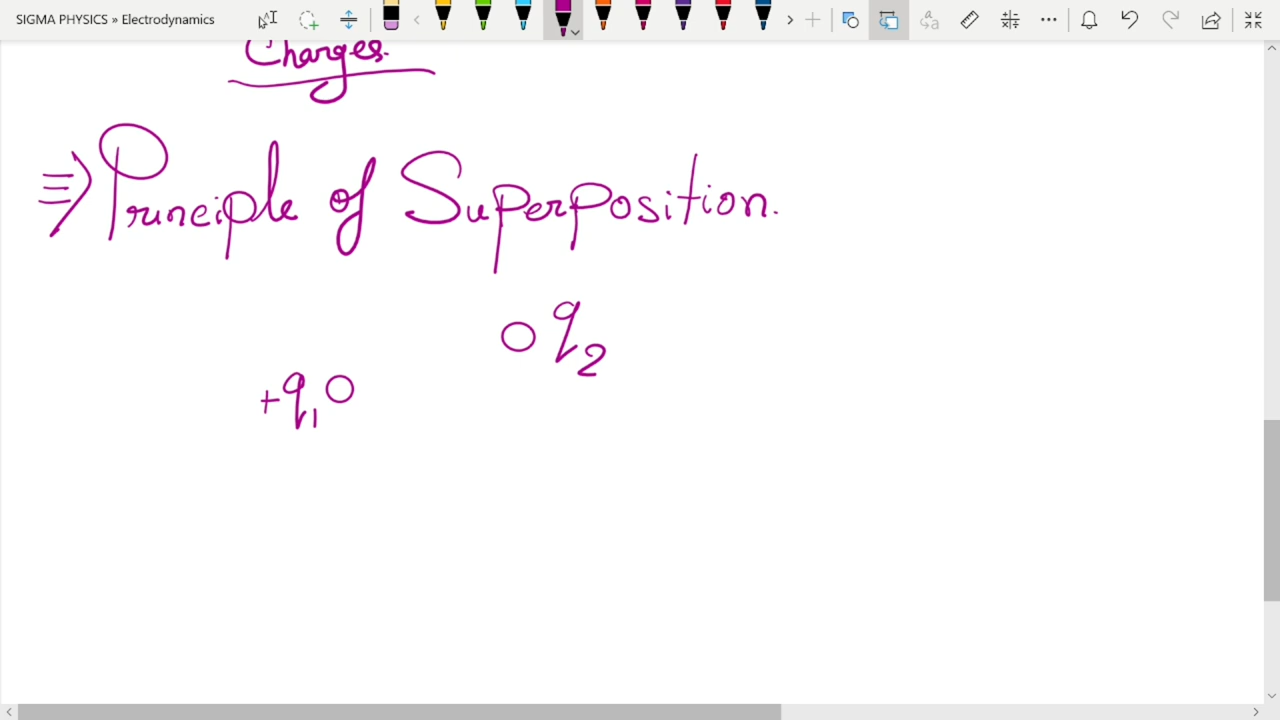 SIGMA PHYSICS » Electrodynamics
Charges.
⇒ Principle of Superposition.
q2
+q1